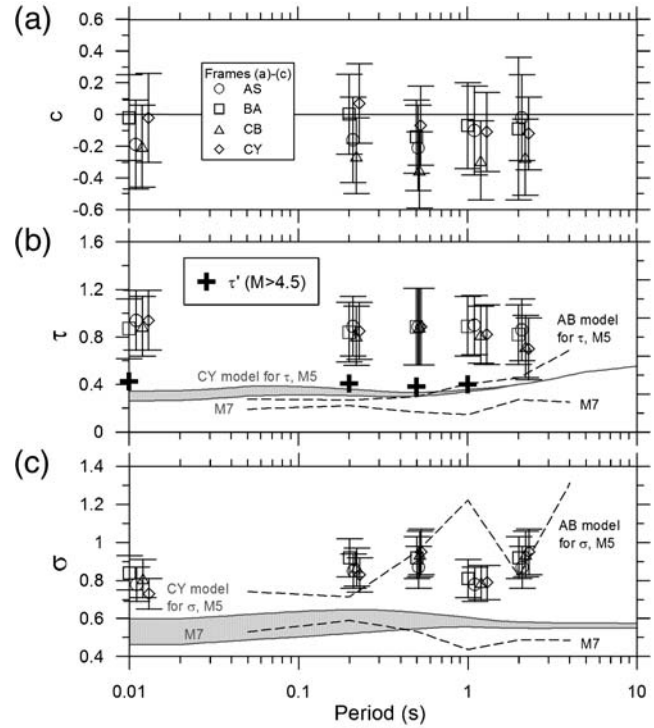 (a)
0.6
0.4
0.2
0
-0.2
-0.4
-0.6
c
Frames (a)-(c)
AS
BA
CB
CY
(b)
1.6
1.2
0.8
0.4
0
τ
τ' (M>4.5)
AB model
for τ, M5
CY model for τ, M5
M7
M7
(c)
1.4
1.2
1
0.8
0.6
0.4
σ
AB model
for σ, M5
CY model
for σ, M5
M7
M7
0.01
0.1
1
10
Period (s)